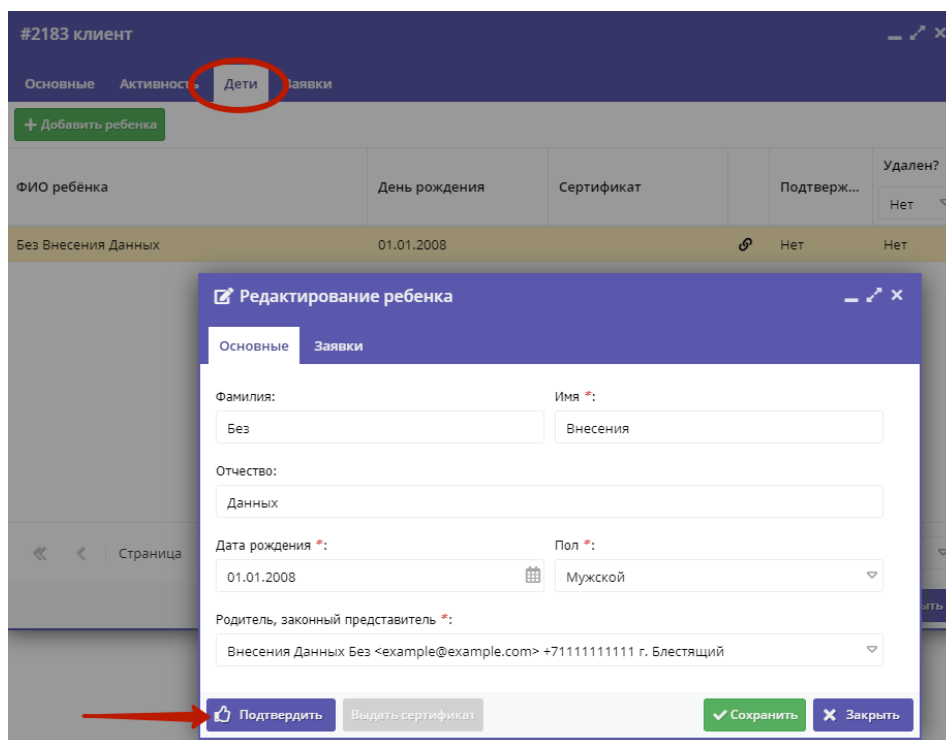 #2183 клиент
Основные Активность Дети Заявки
+ Добавить ребенка
ФИО ребёнка День рождения Сертификат Подтверж... Удален?
Нет
Без Внесения Данных 01.01.2008 Нет Нет
Редактирование ребенка
Основные Заявки
Фамилия: Имя *:
Без Внесения
Отчество:
Данных
Страница
Дата рождения *: Пол *:
01.01.2008 Мужской
Родитель, законный представитель *:
Внесения Данных Без <example@example.com> +71111111111 г. Блестящий
Подтвердить Выдать сертификат Сохранить Закрыть